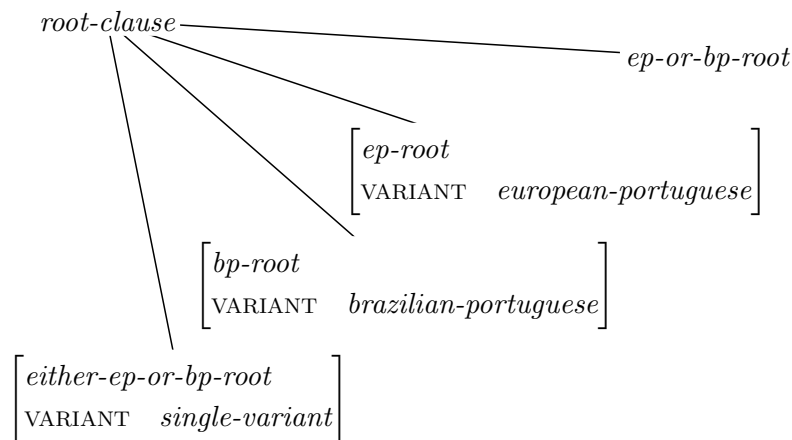 root-clause
ep-or-bp-root
ep-root
VARIANT european-portuguese
bp-root
VARIANT brazilian-portuguese
either-ep-or-bp-root
VARIANT single-variant